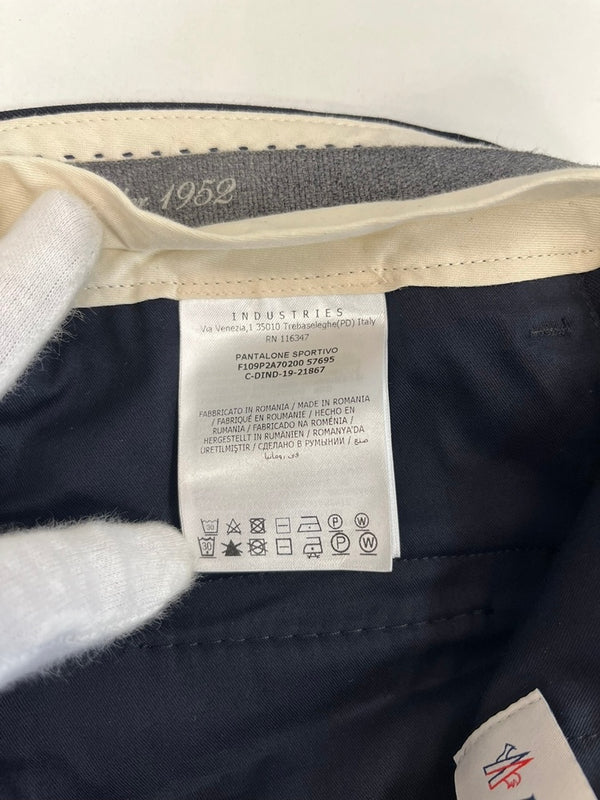 1952
INDUSTRIES
Via Venezia,1 35010 Trebaseleghe(PD) Italy
RN 116347
PANTALONE SPORTIVO
F109P2A70200 57695
C-DIND-19-21867
FABBRICATO IN ROMANIA / MADE IN ROMANIA
/ FABRIQUÉ EN ROUMANIE / HECHO EN
RUMANIA / FABRICADO NA ROMÉNIA /
HERGESTELLT IN RUMÄNIEN / ROMANYA'DA
ÜRETILMIŞTIR / СДЕЛАНО В РУМЫНИИ / صنع
في رومانيا
30 P W
30 P W